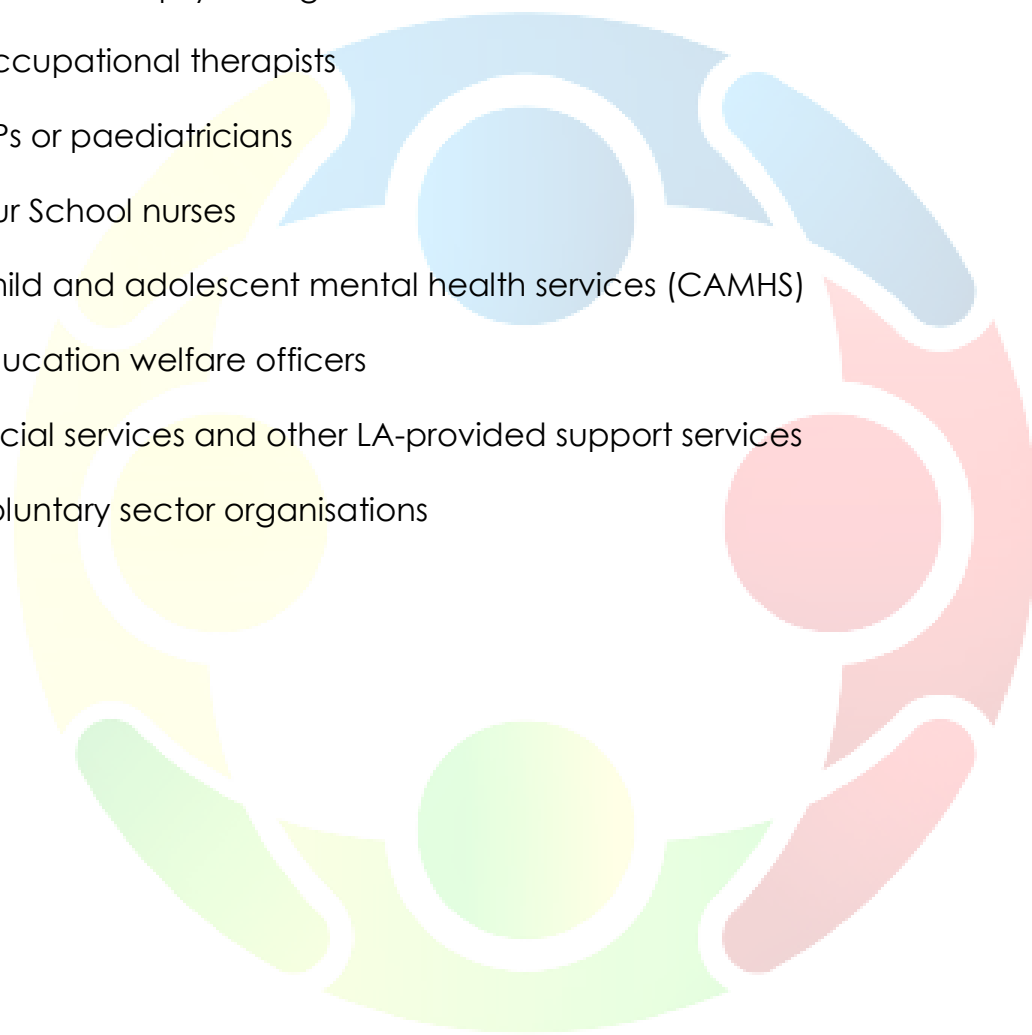 ccupational therapists
Ps or paediatricians
ur School nurses
hild and adolescent mental health services (CAMHS)
ucation welfare officers
cial services and other LA-provided support services
oluntary sector organisations